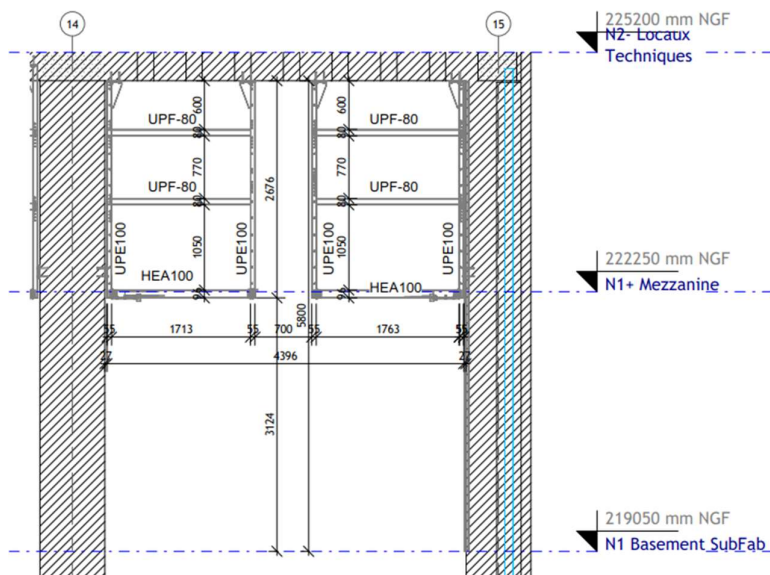 14
15
225200 mm NGF
N2- Locaux
Techniques
600
600
UPF-80
UPF-80
80
80
770
2676
770
UPF-80
UPF-80
80
80
UPE100
1050
UPE100
UPE100
1050
UPE100
222250 mm NGF
HEA100
HEA100
N1+ Mezzanine
96
96
5800
55
1713
55
700
55
1763
55
27
4396
27
3124
219050 mm NGF
N1 Basement SubFab